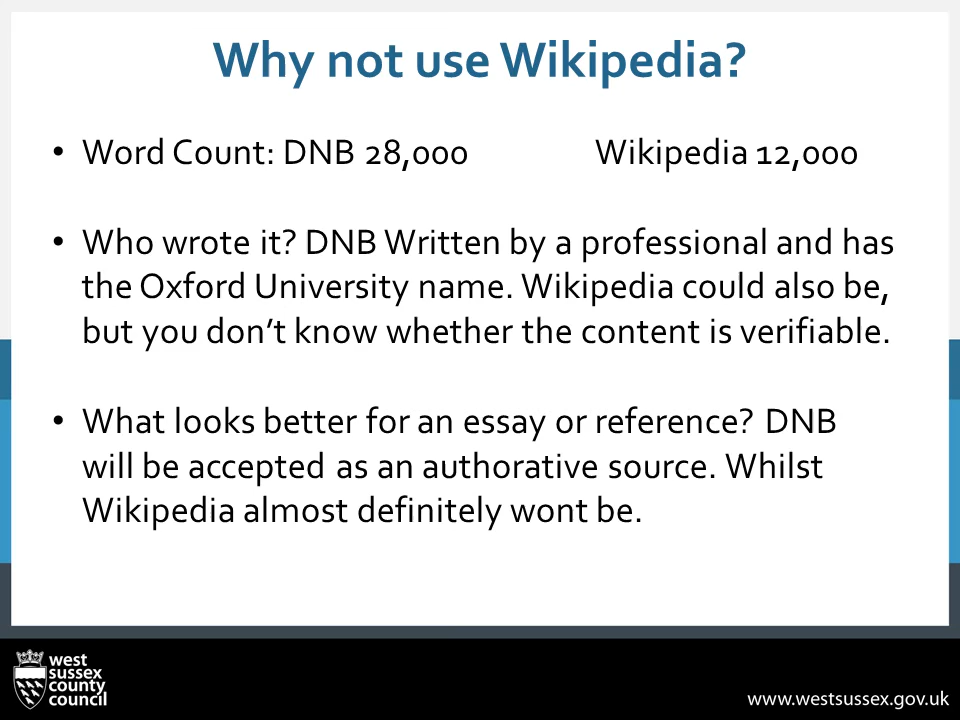 Why not use Wikipedia?
• Word Count: DNB 28,000 Wikipedia 12,000
• Who wrote it? DNB Written by a professional and has
the Oxford University name. Wikipedia could also be,
but you don’t know whether the content is verifiable.
• What looks better for an essay or reference? DNB
will be accepted as an authorative source. Whilst
Wikipedia almost definitely wont be.
west
sussex
county
council
www.westsussex.gov.uk